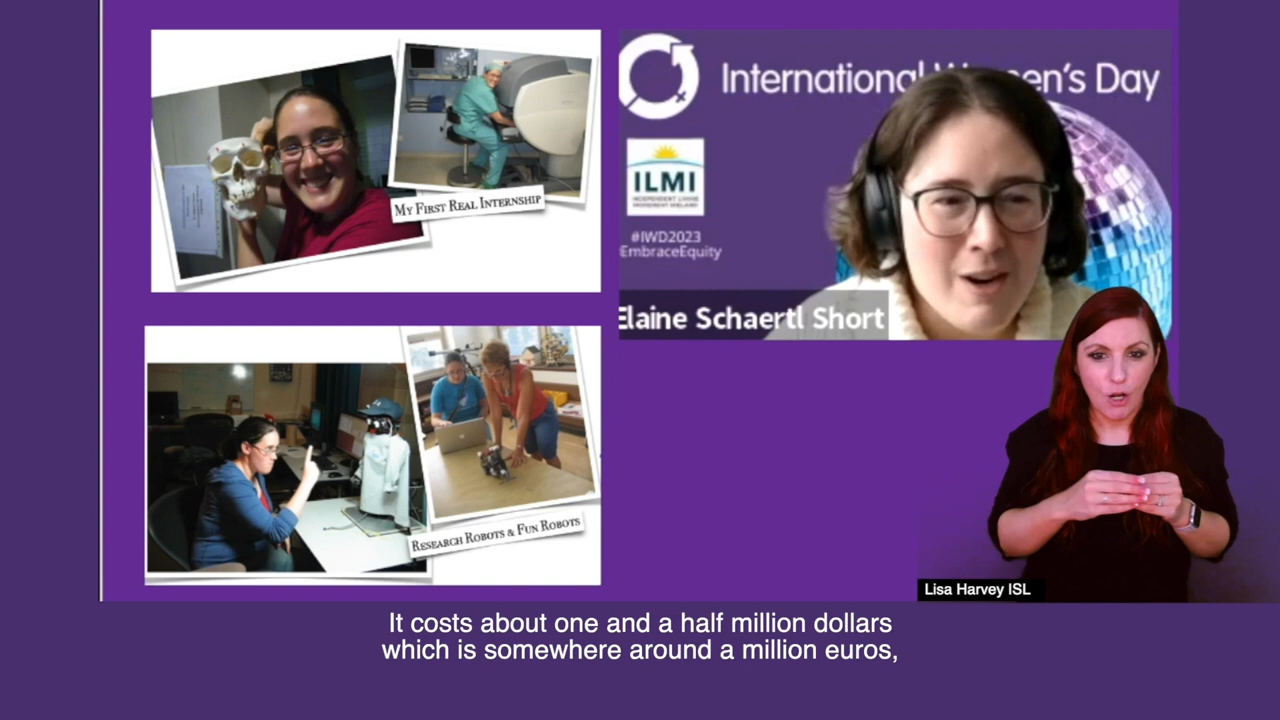 MY FIRST REAL INTERNSHIP
RESEARCH ROBOTS & FUN ROBOTS
International Women's Day
ILMI
INDEPENDENT LIVING
MOVEMENT IRELAND
#IWD2023
EmbraceEquity
Elaine Schaertl Short
Lisa Harvey ISL
It costs about one and a half million dollars
which is somewhere around a million euros,